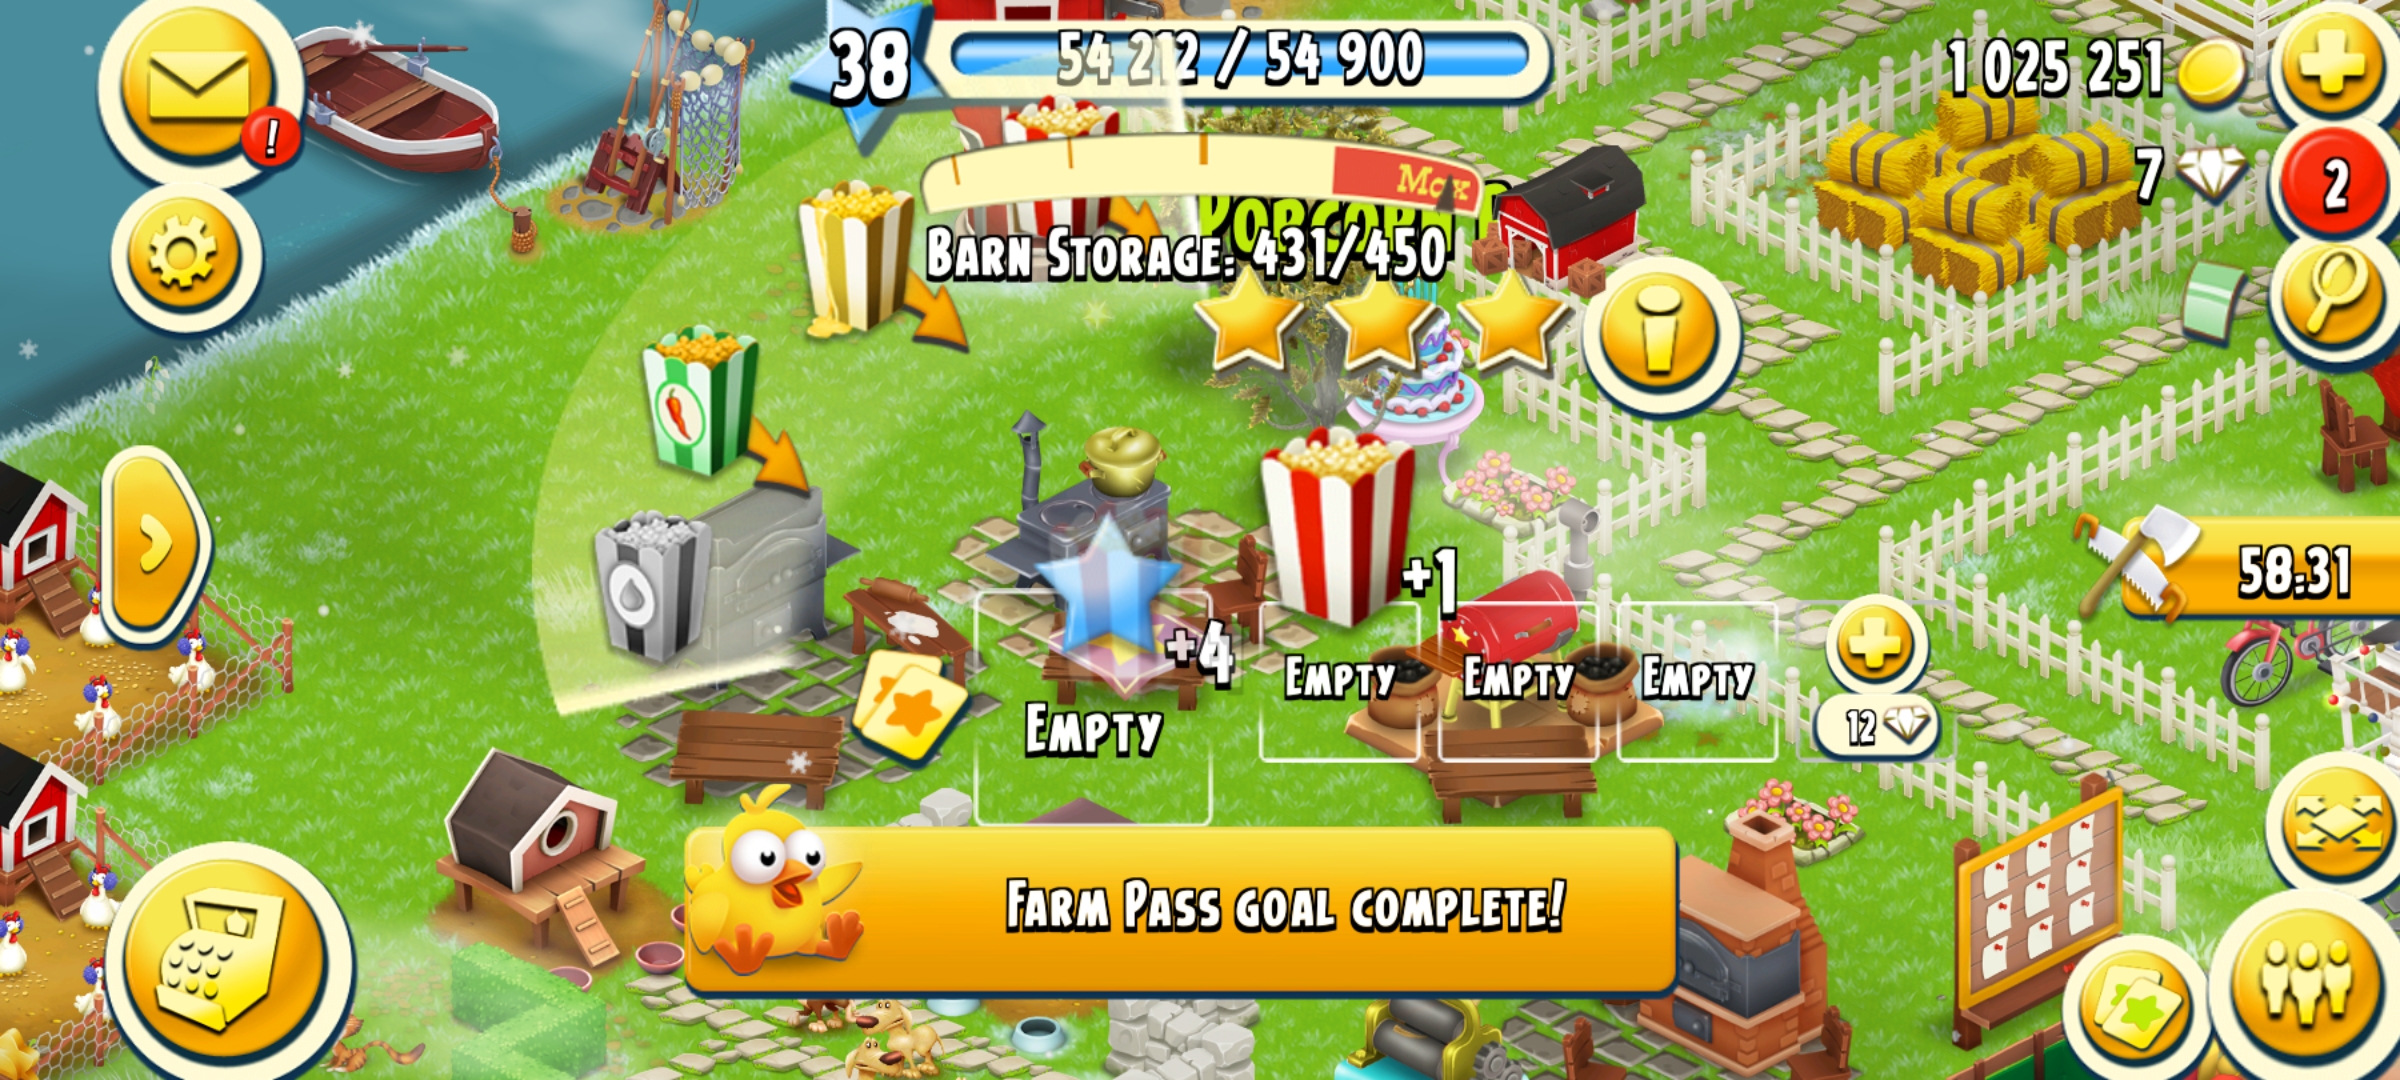 38
54 212 / 54 900
1 025 251
!
Max
7
2
POPCORN
BARN STORAGE: 431/450
58:31
+1
+4
EMPTY
EMPTY
EMPTY
EMPTY
12
FARM PASS GOAL COMPLETE!